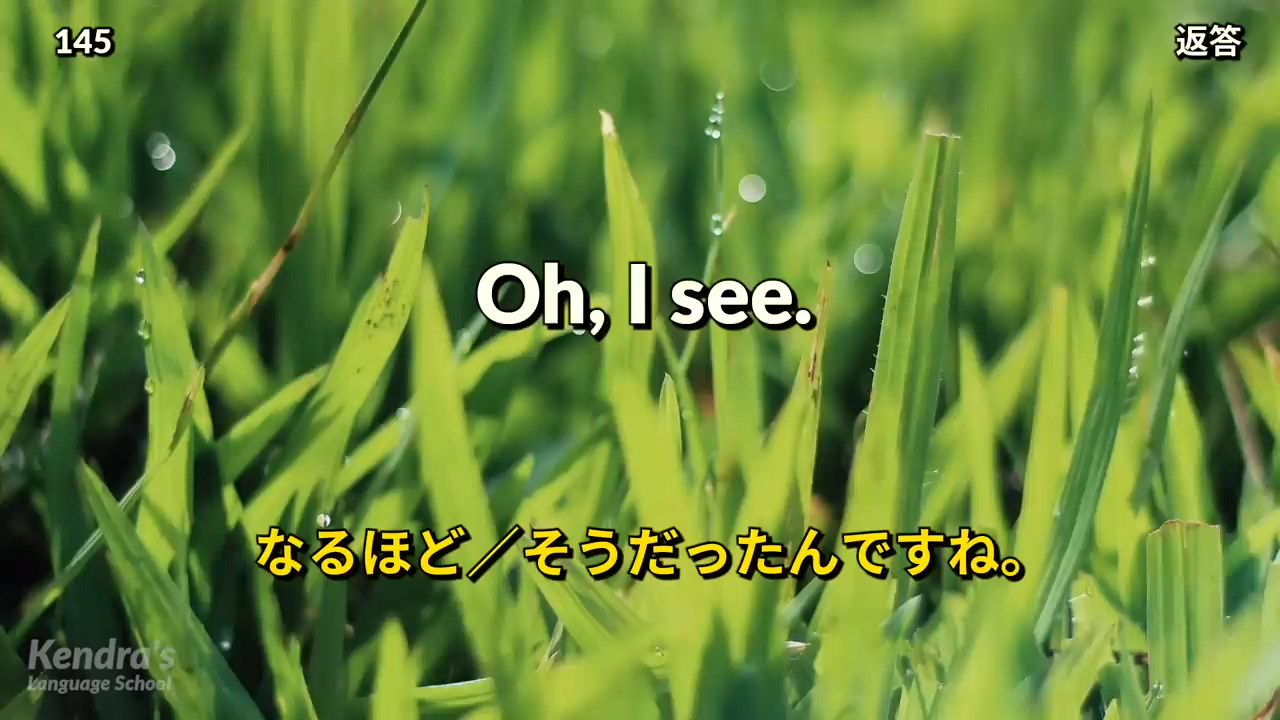 145
返答
Oh, I see.
なるほど／そうだったんですね。
Kendra's
Language School